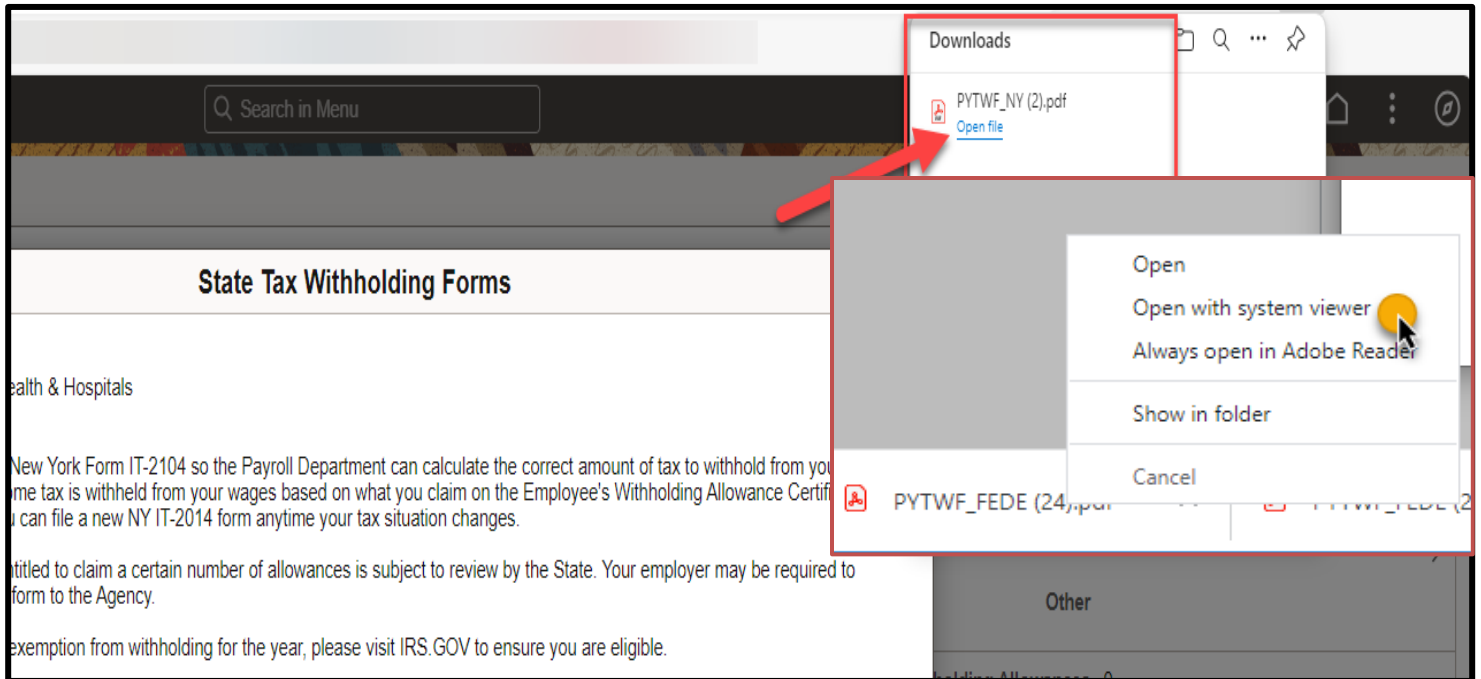 Downloads
PYTWF_NY (2).pdf
Open file
Search in Menu
State Tax Withholding Forms
Open
Open with system viewer
Always open in Adobe Reader
Show in folder
Cancel
PYTWF_FEDE (24).pdf
ealth & Hospitals
New York Form IT-2104 so the Payroll Department can calculate the correct amount of tax to withhold from you
ome tax is withheld from your wages based on what you claim on the Employee's Withholding Allowance Certifi
u can file a new NY IT-2014 form anytime your tax situation changes.
ntitled to claim a certain number of allowances is subject to review by the State. Your employer may be required to
form to the Agency.
exemption from withholding for the year, please visit IRS.GOV to ensure you are eligible.
Other